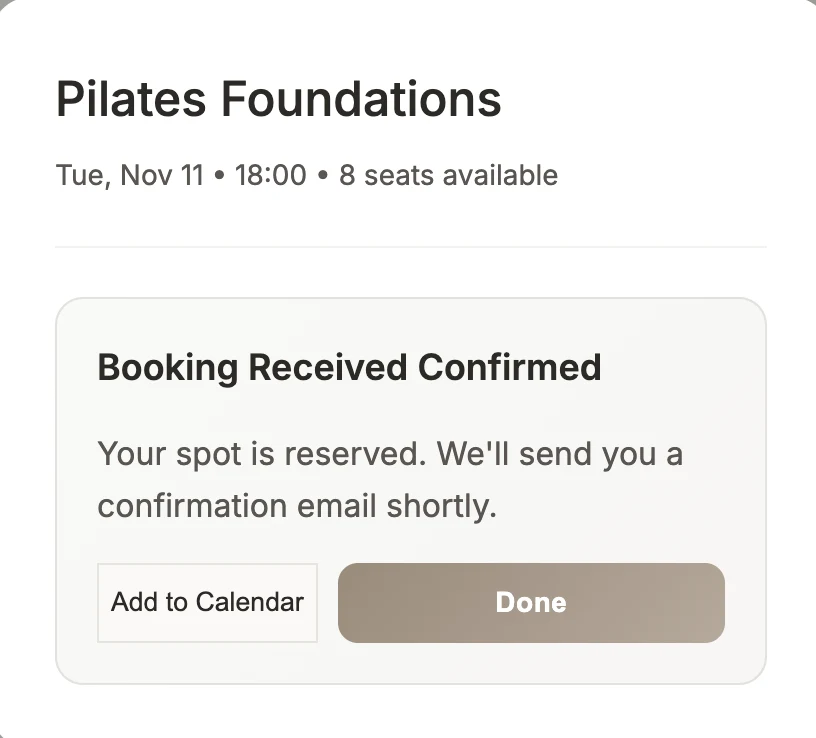 Pilates Foundations
Tue, Nov 11 • 18:00 • 8 seats available
Booking Received Confirmed
Your spot is reserved. We'll send you a
confirmation email shortly.
Add to Calendar
Done